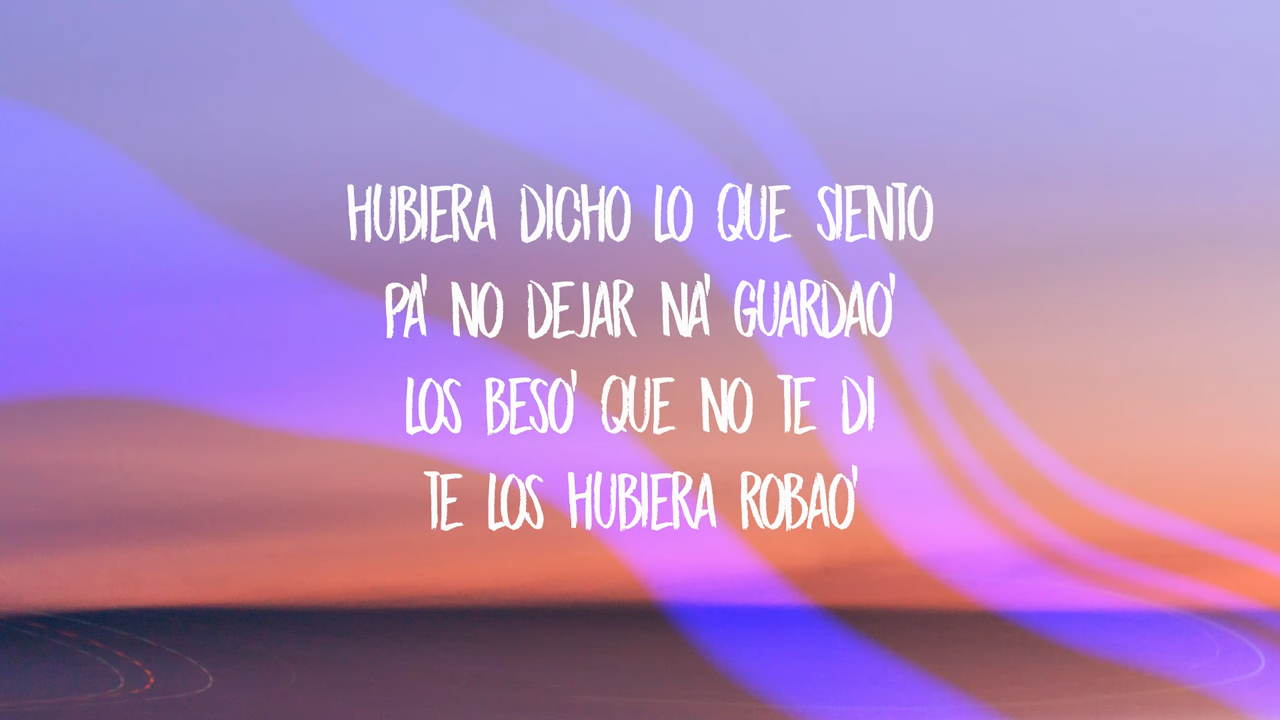 HUBIERA DICHO LO QUE SIENTO
PA' NO DEJAR NA' GUARDAO'
LOS BESO' QUE NO TE DI
TE LOS HUBIERA ROBAO'